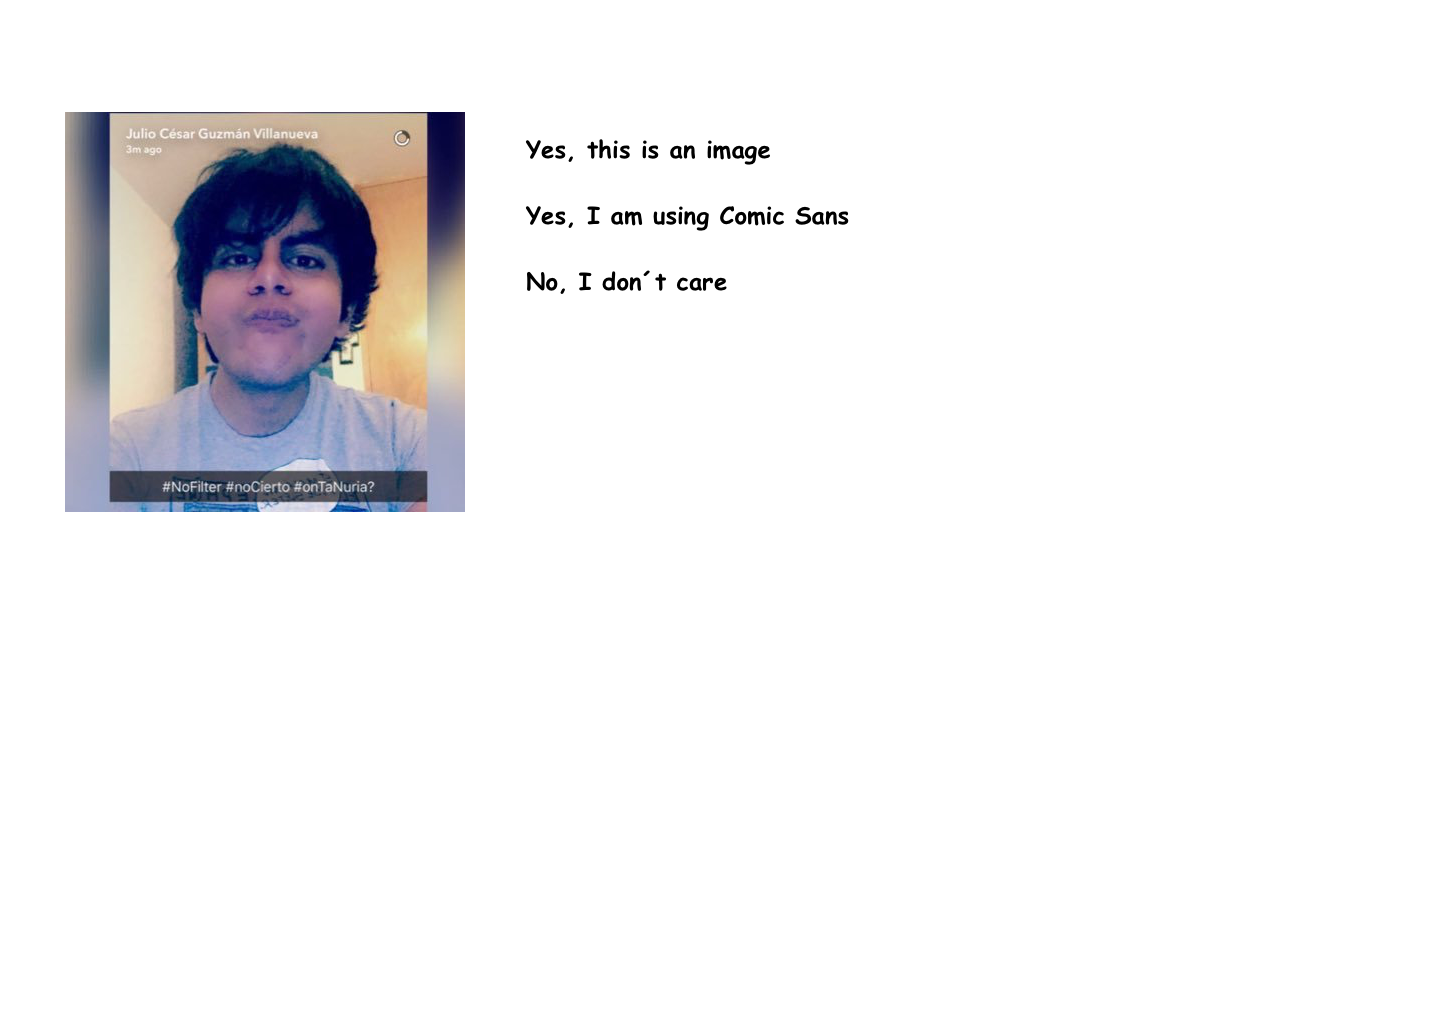 Julio César Guzmán Villanueva
3m ago
#NoFilter #noCierto #onTaNuria?
Yes, this is an image
Yes, I am using Comic Sans
No, I don´t care